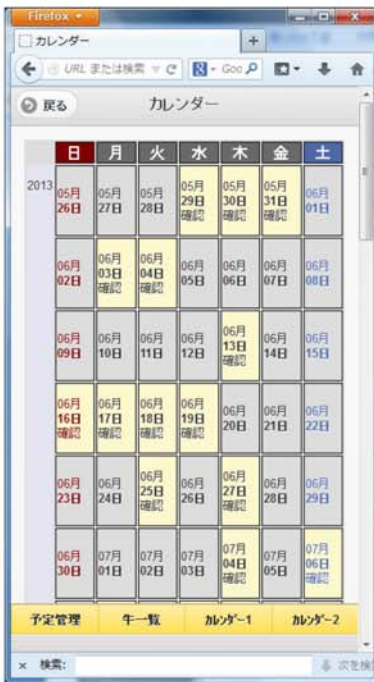 Firefox
カレンダー
+
URL または検索
Goo
戻る
カレンダー
日 月 火 水 木 金 土
2013 05月26日 05月27日 05月28日 05月29日確認 05月30日確認 05月31日確認 06月01日
06月02日 06月03日確認 06月04日確認 06月05日 06月06日 06月07日 06月08日
06月09日 06月10日 06月11日 06月12日 06月13日確認 06月14日 06月15日
06月16日確認 06月17日確認 06月18日確認 06月19日確認 06月20日 06月21日 06月22日
06月23日 06月24日 06月25日確認 06月26日 06月27日確認 06月28日 06月29日
06月30日 07月01日 07月02日 07月03日 07月04日確認 07月05日 07月06日確認
予定管理 牛一覧 カレンダー1 カレンダー2
× 検索: 次を検